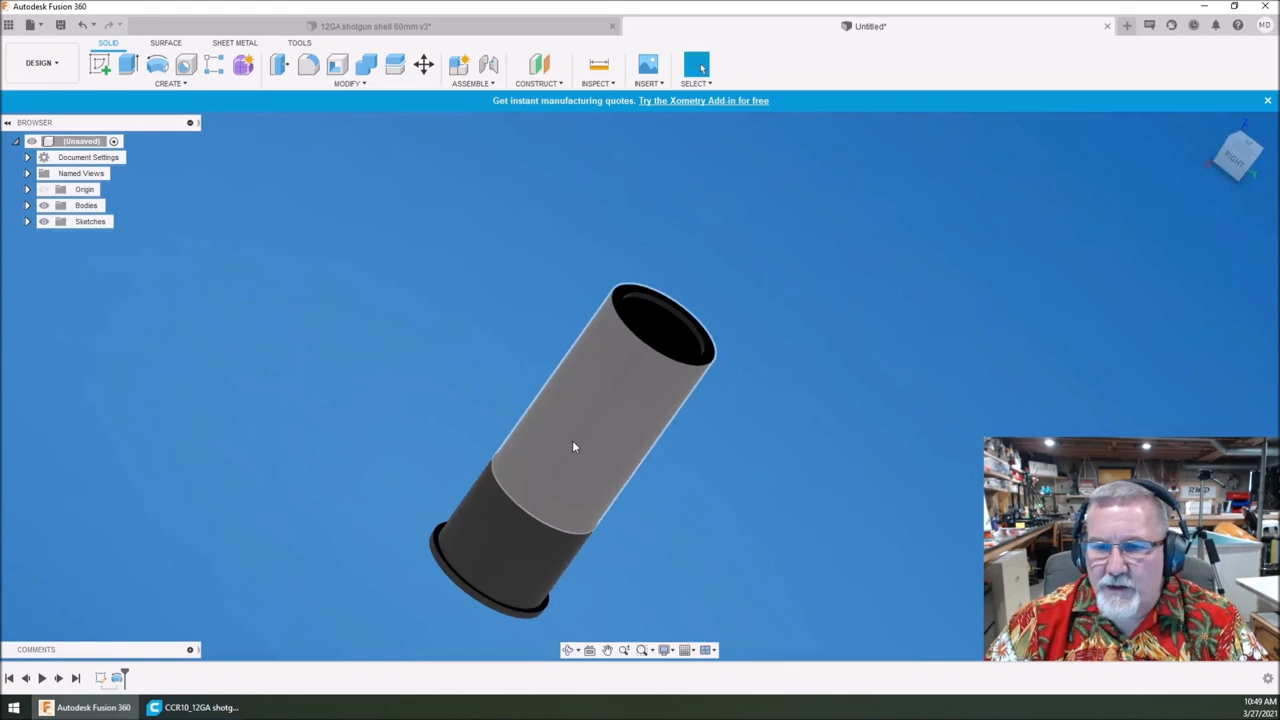 Autodesk Fusion 360
12GA shotgun shell 60mm v3*
Untitled*
MD
DESIGN
SOLID
SURFACE
SHEET METAL
TOOLS
CREATE
MODIFY
ASSEMBLE
CONSTRUCT
INSPECT
INSERT
SELECT
Get instant manufacturing quotes. Try the Xometry Add-in for free
BROWSER
(Unsaved)
Document Settings
Named Views
Origin
Bodies
Sketches
Z
RIGHT
COMMENTS
Autodesk Fusion 360
CCR10_12GA shotg...
10:49 AM
3/27/2021